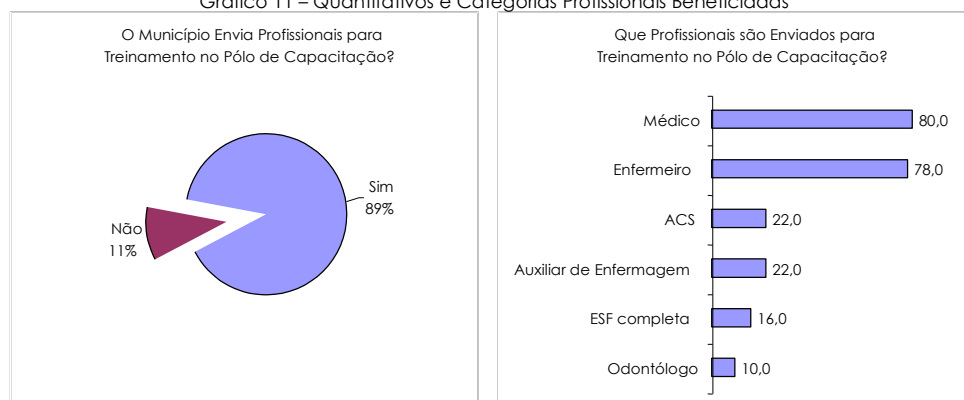 Gráfico 11 – Quantitativos e Categorias Profissionais Beneficiadas
O Município Envia Profissionais para
Treinamento no Pólo de Capacitação?
Sim
89%
Não
11%
Que Profissionais são Enviados para
Treinamento no Pólo de Capacitação?
Médico 80,0
Enfermeiro 78,0
ACS 22,0
Auxiliar de Enfermagem 22,0
ESF completa 16,0
Odontólogo 10,0